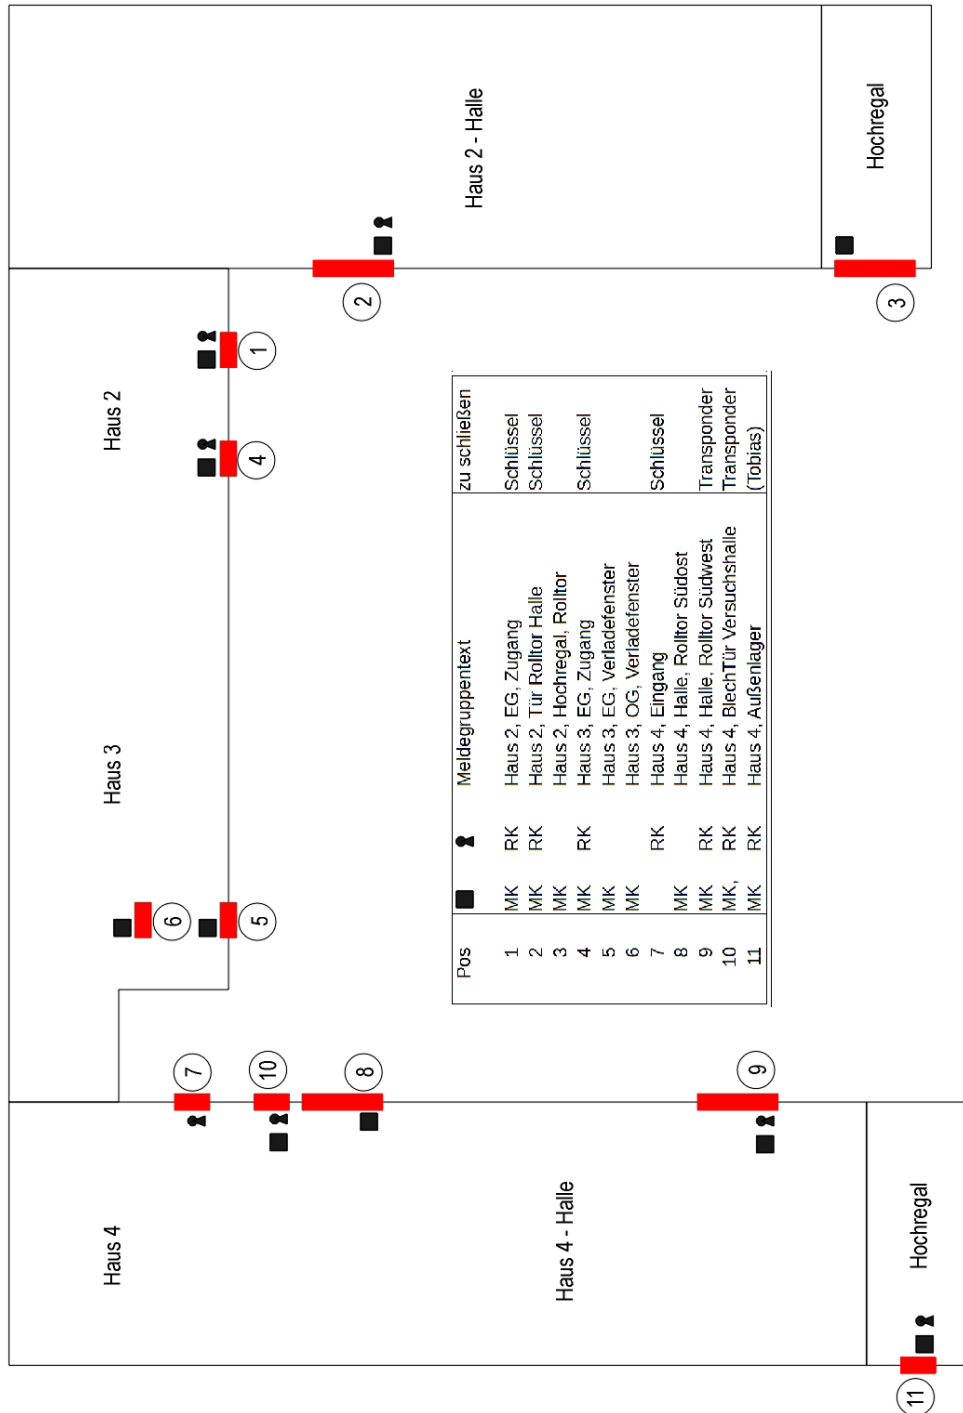 Haus 4
Haus 3
Haus 2
6
7
5
4
1
10
8
2
Haus 2 - Halle
Pos Meldegruppentext zu schließen
1 MK RK Haus 2, EG, Zugang Schlüssel
2 MK RK Haus 2, Tür Rolltor Halle Schlüssel
3 MK Haus 2, Hochregal, Rolltor
4 MK RK Haus 3, EG, Zugang Schlüssel
5 MK Haus 3, EG, Verladefenster
6 MK Haus 3, OG, Verladefenster
7 RK Haus 4, Eingang Schlüssel
8 MK Haus 4, Halle, Rolltor Südost
9 MK RK Haus 4, Halle, Rolltor Südwest Transponder
10 MK, RK Haus 4, BlechTür Versuchshalle Transponder
11 MK RK Haus 4, Außenlager (Tobias)
Haus 4 - Halle
9
Hochregal
3
Hochregal
11